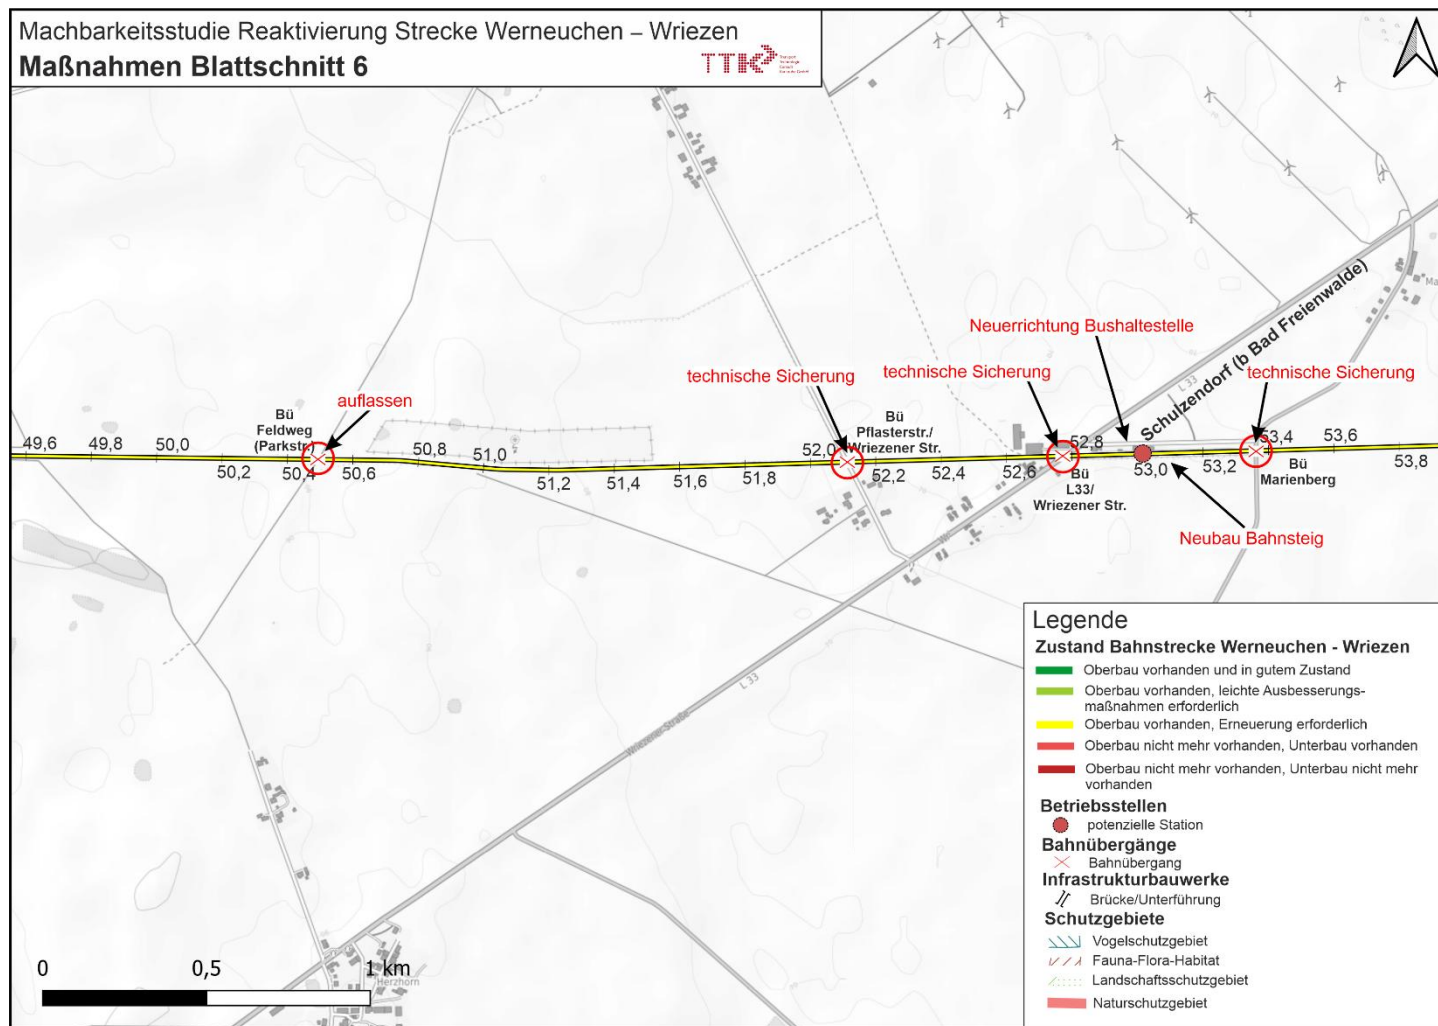 Machbarkeitsstudie Reaktivierung Strecke Werneuchen – Wriezen
Maßnahmen Blattschnitt 6
TTK
Neuerrichtung Bushaltestelle
Schulzendorf (b Bad Freienwalde)
L 33
technische Sicherung
technische Sicherung
technische Sicherung
auflassen
Bü
Feldweg
(Parkstr.)
Bü
Pflasterstr./
Wriezener Str.
Bü
L33/
Wriezener Str.
Bü
Marienberg
Neubau Bahnsteig
49,6
49,8
50,0
50,2
50,4
50,6
50,8
51,0
51,2
51,4
51,6
51,8
52,0
52,2
52,4
52,6
52,8
53,0
53,2
53,4
53,6
53,8
L 33
Wriezener Straße
Herzhorn
0
0,5
1 km
Legende
Zustand Bahnstrecke Werneuchen - Wriezen
Oberbau vorhanden und in gutem Zustand
Oberbau vorhanden, leichte Ausbesserungs-
maßnahmen erforderlich
Oberbau vorhanden, Erneuerung erforderlich
Oberbau nicht mehr vorhanden, Unterbau vorhanden
Oberbau nicht mehr vorhanden, Unterbau nicht mehr
vorhanden
Betriebsstellen
potenzielle Station
Bahnübergänge
Bahnübergang
Infrastrukturbauwerke
Brücke/Unterführung
Schutzgebiete
Vogelschutzgebiet
Fauna-Flora-Habitat
Landschaftsschutzgebiet
Naturschutzgebiet